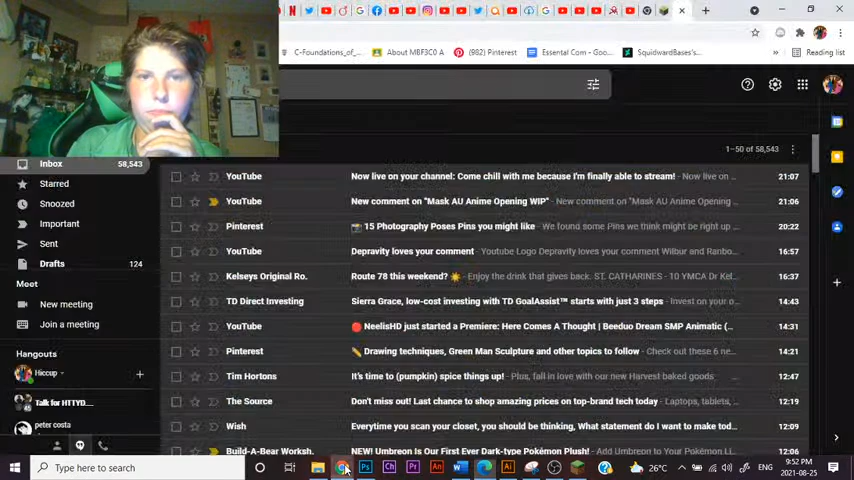 C-Foundations_of_...
About MBF3C0 A
(982) Pinterest
Essental Com - Goo...
SquidwardBases's...
Reading list
1–50 of 58,543
Inbox 58,543
Starred
Snoozed
Important
Sent
Drafts 124
Meet
New meeting
Join a meeting
Hangouts
Hiccup
Talk for HTTYD...
peter costa
YouTube Now live on your channel: Come chill with me because I'm finally able to stream! - Now live on ... 21:07
YouTube New comment on "Mask AU Anime Opening WIP" - New comment on "Mask AU Anime Opening ... 21:06
Pinterest 📸 15 Photography Poses Pins you might like - We found some Pins we think might be right up ... 20:22
YouTube Depravity loves your comment - Youtube Logo Depravity loves your comment Wilbur and Ranbo... 16:57
Kelseys Original Ro. Route 78 this weekend? ☀️ - Enjoy the drink that gives back. ST. CATHARINES - 10 YMCA Dr Kel... 16:37
TD Direct Investing Sierra Grace, low-cost investing with TD GoalAssist™ starts with just 3 steps - Invest on your o... 14:43
YouTube 🔴 NeelisHD just started a Premiere: Here Comes A Thought | Beeduo Dream SMP Animatic (... 14:31
Pinterest ✏️ Drawing techniques, Green Man Sculpture and other topics to follow - Check out these 6 ne... 14:21
Tim Hortons It's time to (pumpkin) spice things up! - Plus, fall in love with our new Harvest baked goods 12:47
The Source Don't miss out! Last chance to shop amazing prices on top-brand tech today - Laptops, tablets, ... 12:19
Wish Everytime you scan your closet, you should be thinking, What statement do I want to make tod... 12:09
Build-A-Bear Worksh. NEW! Umbreon Is Our First Ever Dark-type Pokémon Plush! - Add Umbreon to Your Pokémon Li... 12:06
Type here to search
Ps
Ch
Pr
An
Ai
26°C
ENG
9:52 PM
2021-08-25